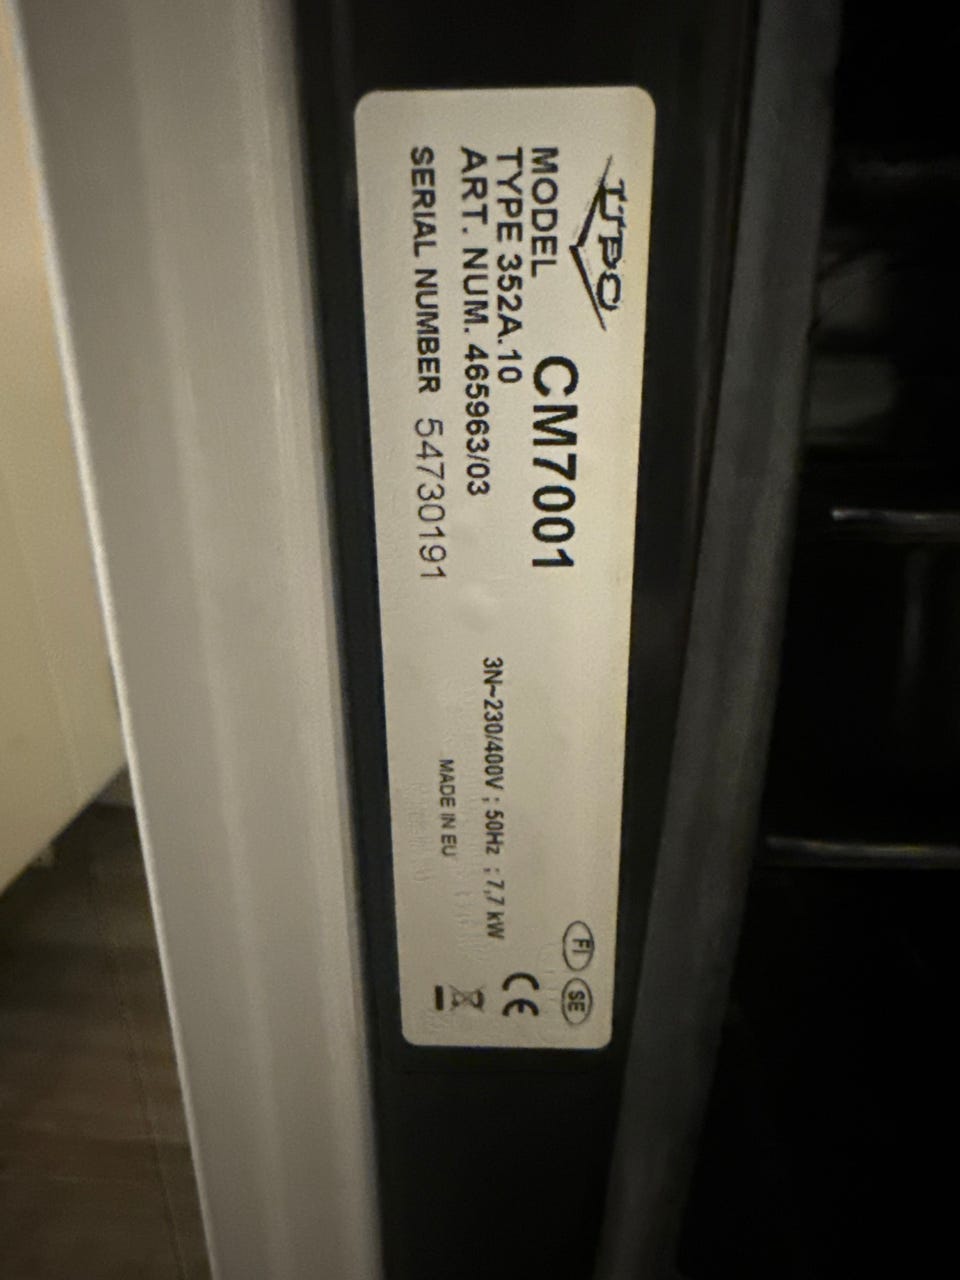 UPO
MODEL CM7001
TYPE 352A.10
ART. NUM. 465963/03
SERIAL NUMBER 54730191
3N~230/400V ; 50Hz ; 7,7 kW
MADE IN EU
FI SE
CE